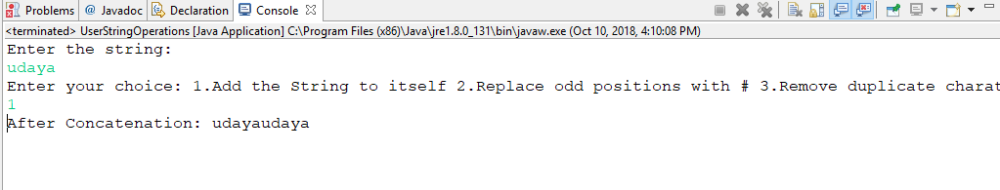 Problems @ Javadoc Declaration Console
<terminated> UserStringOperations [Java Application] C:\Program Files (x86)\Java\jre1.8.0_131\bin\javaw.exe (Oct 10, 2018, 4:10:08 PM)
Enter the string:
udaya
Enter your choice: 1.Add the String to itself 2.Replace odd positions with # 3.Remove duplicate charat
1
After Concatenation: udayaudaya